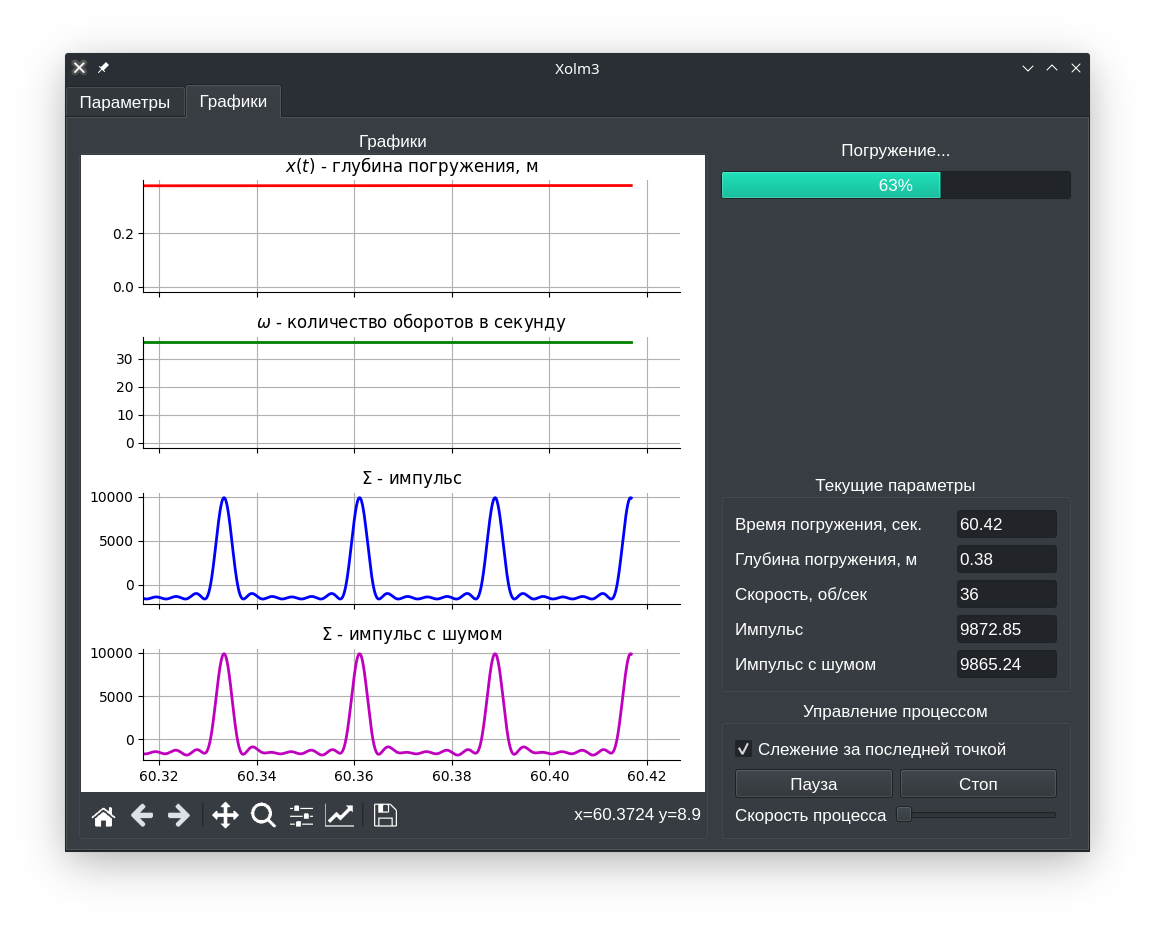 Xolm3
Параметры
Графики
Графики
x(t) - глубина погружения, м
0.2
0.0
ω - количество оборотов в секунду
30
20
10
0
Σ - импульс
10000
5000
0
Σ - импульс с шумом
10000
5000
0
60.32 60.34 60.36 60.38 60.40 60.42
x=60.3724 y=8.9
Погружение...
63%
Текущие параметры
Время погружения, сек. 60.42
Глубина погружения, м 0.38
Скорость, об/сек 36
Импульс 9872.85
Импульс с шумом 9865.24
Управление процессом
Слежение за последней точкой
Пауза Стоп
Скорость процесса